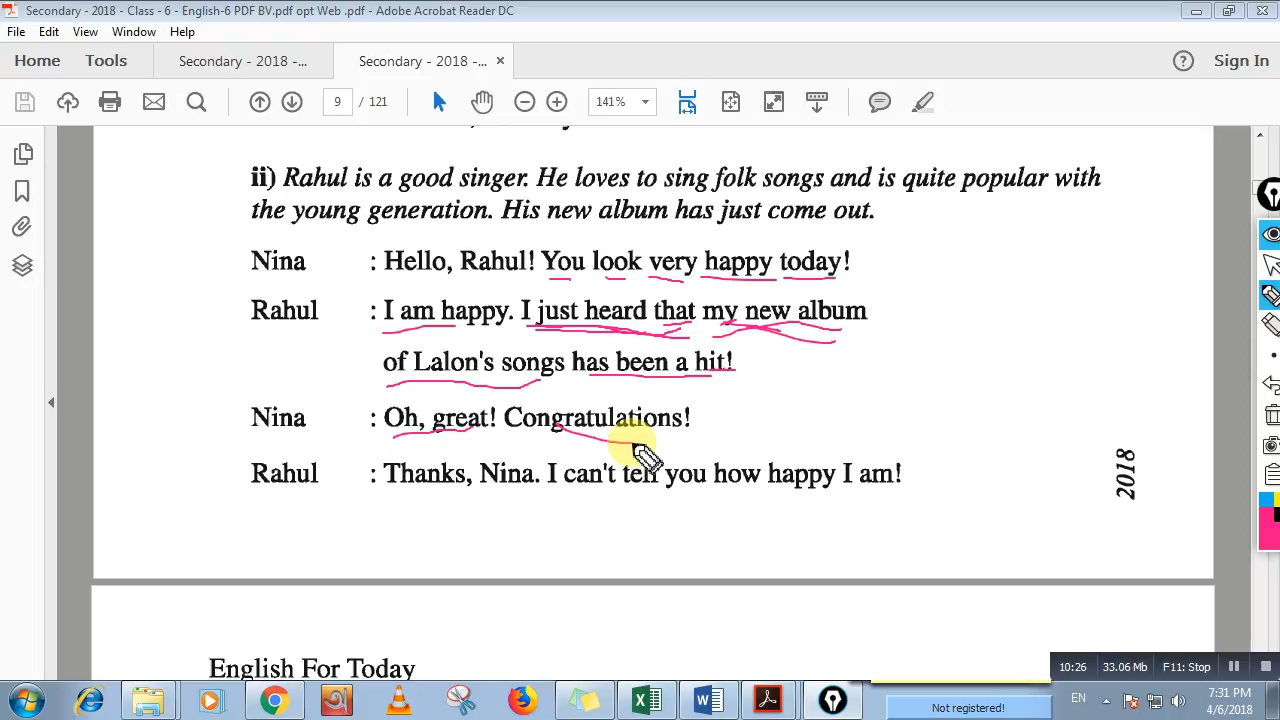 Secondary - 2018 - Class - 6 - English-6 PDF BV.pdf opt Web .pdf - Adobe Acrobat Reader DC
File Edit View Window Help
Home Tools Secondary - 2018 -... Secondary - 2018 -... × Sign In
9 / 121 141%
ii) Rahul is a good singer. He loves to sing folk songs and is quite popular with
the young generation. His new album has just come out.
Nina : Hello, Rahul! You look very happy today!
Rahul : I am happy. I just heard that my new album
of Lalon's songs has been a hit!
Nina : Oh, great! Congratulations!
Rahul : Thanks, Nina. I can't tell you how happy I am!
2018
English For Today
10:26 33.06 Mb F11: Stop
EN 7:31 PM
Not registered! 4/6/2018